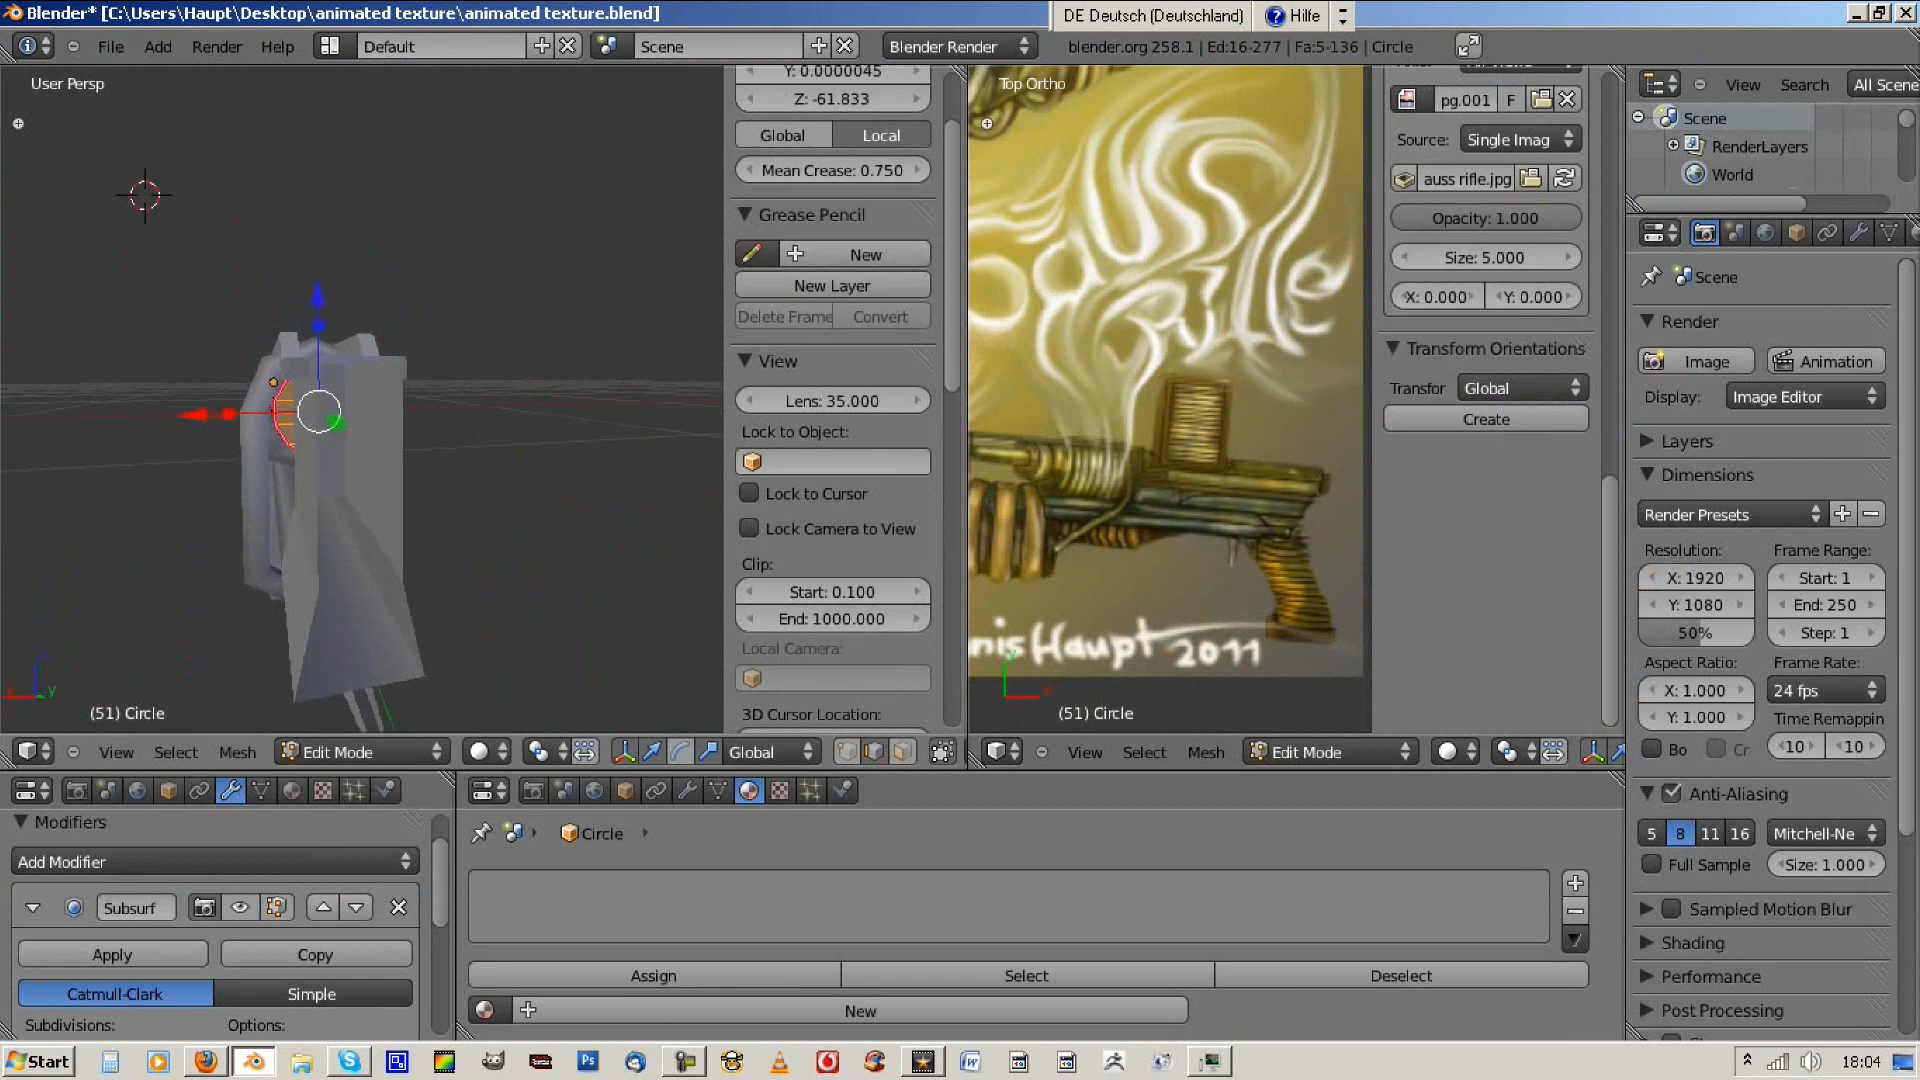 Blender* [C:\Users\Haupt\Desktop\animated texture\animated texture.blend]
DE Deutsch (Deutschland) Hilfe
File Add Render Help Default Scene Blender Render blender.org 258.1 | Ed:16-277 | Fa:5-136 | Circle
User Persp
Y: 0.0000045
Z: -61.833
Global Local
Mean Crease: 0.750
Grease Pencil
New
New Layer
Delete Frame Convert
View
Lens: 35.000
Lock to Object:
Lock to Cursor
Lock Camera to View
Clip:
Start: 0.100
End: 1000.000
Local Camera:
3D Cursor Location:
(51) Circle
View Select Mesh Edit Mode Global
Top Ortho
Haupt 2011
(51) Circle
View Select Mesh Edit Mode
pg.001 F
Source: Single Imag
auss rifle.jpg
Opacity: 1.000
Size: 5.000
X: 0.000 Y: 0.000
Transform Orientations
Transfor Global
Create
View Search All Scene
Scene
RenderLayers
World
Scene
Render
Image Animation
Display: Image Editor
Layers
Dimensions
Render Presets
Resolution: Frame Range:
X: 1920 Start: 1
Y: 1080 End: 250
50% Step: 1
Aspect Ratio: Frame Rate:
X: 1.000 24 fps
Y: 1.000 Time Remappin
Bo Cr 10 10
Anti-Aliasing
5 8 11 16 Mitchell-Ne
Full Sample Size: 1.000
Sampled Motion Blur
Shading
Performance
Post Processing
Modifiers
Add Modifier
Subsurf
Apply Copy
Catmull-Clark Simple
Subdivisions: Options:
Circle
Assign Select Deselect
New
Start 18:04